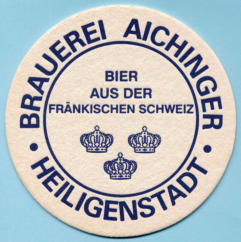 BRAUEREI AICHINGER
BIER
AUS DER
FRÄNKISCHEN SCHWEIZ
• HEILIGENSTADT •